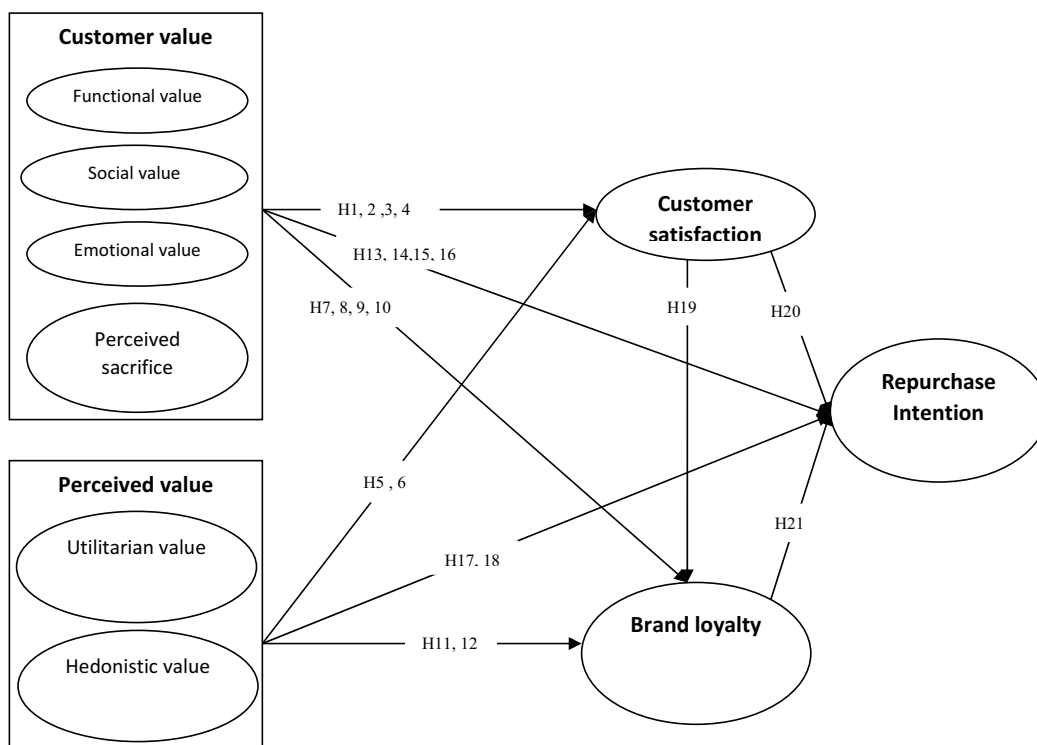 Customer value
Functional value
Social value
Emotional value
Perceived
sacrifice
H1, 2 ,3, 4
H13, 14,15, 16
H7, 8, 9, 10
Customer
satisfaction
H19
H20
Repurchase
Intention
Perceived value
Utilitarian value
Hedonistic value
H5 , 6
H17, 18
H11, 12
H21
Brand loyalty